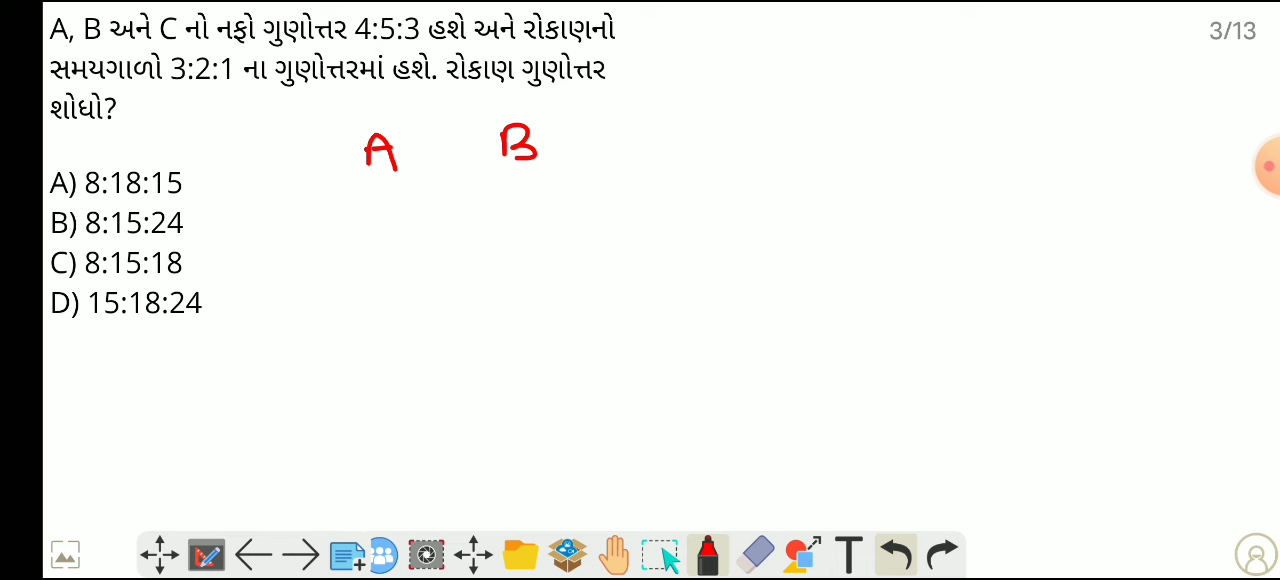 A, B અને C નો નફો ગુણોત્તર 4:5:3 હશે અને રોકાણનો
3/13
સમયગાળો 3:2:1 ના ગુણોત્તરમાં હશે. રોકાણ ગુણોત્તર
શોધો?
A B
A) 8:18:15
B) 8:15:24
C) 8:15:18
D) 15:18:24
T